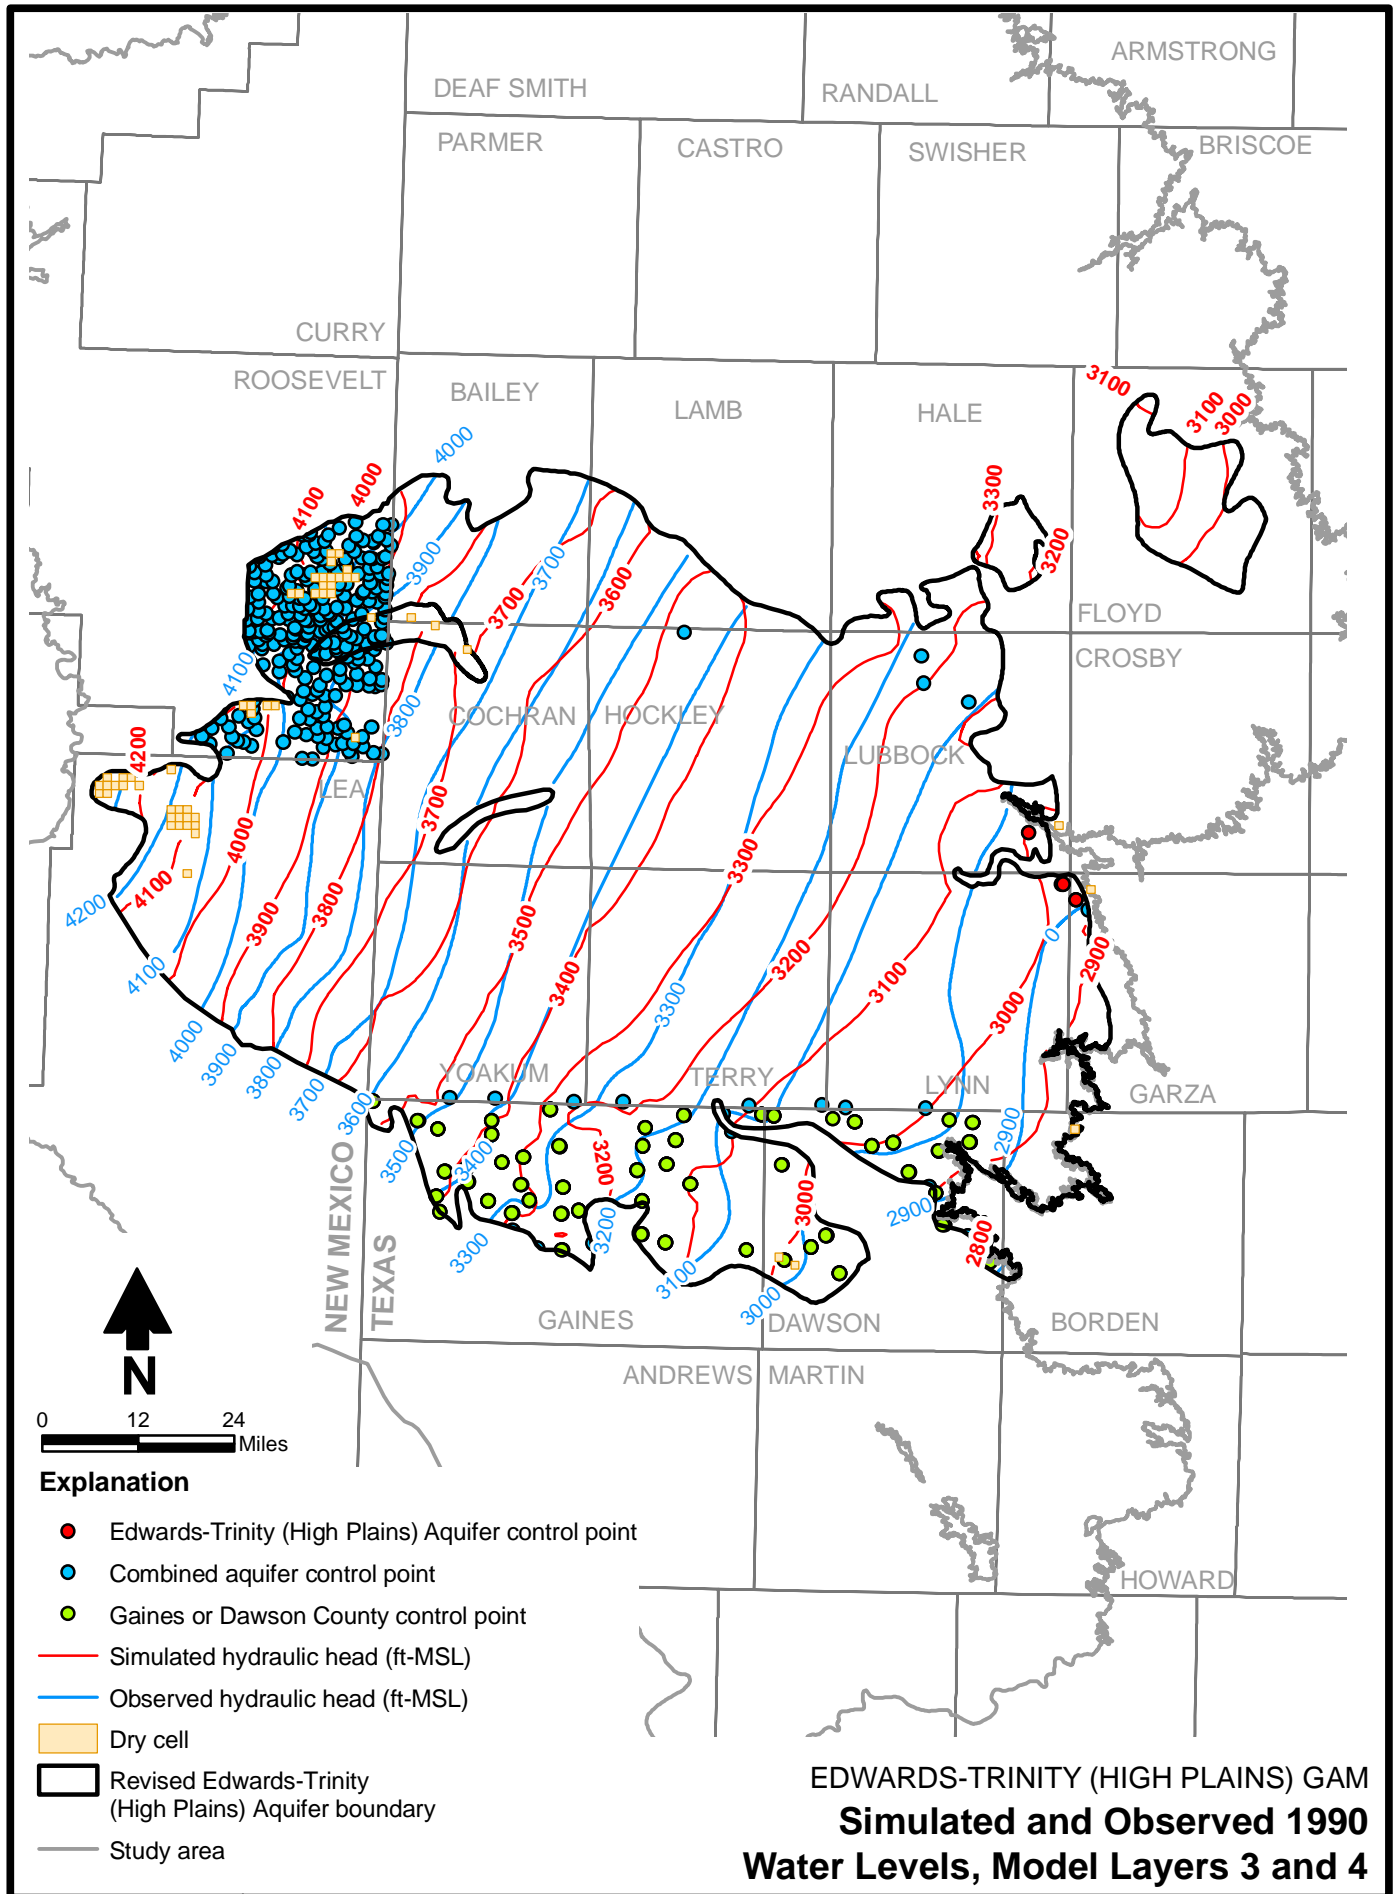 ARMSTRONG
DEAF SMITH
RANDALL
PARMER
CASTRO
SWISHER
BRISCOE
CURRY
ROOSEVELT
BAILEY
LAMB
HALE
3100
3100
3000
4000
4000
4100
3300
3200
3900
3700
3600
3700
FLOYD
CROSBY
4100
3800
COCHRAN
HOCKLEY
LUBBOCK
4200
LEA
3700
4000
3300
4100
4200
3900
3800
3500
3200
3100
3400
0
2900
4100
3300
3000
4000
3900
3800
3700
3600
YOAKUM
TERRY
LYNN
GARZA
3500
3400
3200
2900
3000
2900
NEW MEXICO
TEXAS
3300
3200
3100
3000
2800
GAINES
DAWSON
BORDEN
ANDREWS
MARTIN
N
0 12 24
Miles
Explanation
Edwards-Trinity (High Plains) Aquifer control point
Combined aquifer control point
Gaines or Dawson County control point
Simulated hydraulic head (ft-MSL)
Observed hydraulic head (ft-MSL)
Dry cell
Revised Edwards-Trinity
(High Plains) Aquifer boundary
Study area
HOWARD
EDWARDS-TRINITY (HIGH PLAINS) GAM
Simulated and Observed 1990
Water Levels, Model Layers 3 and 4